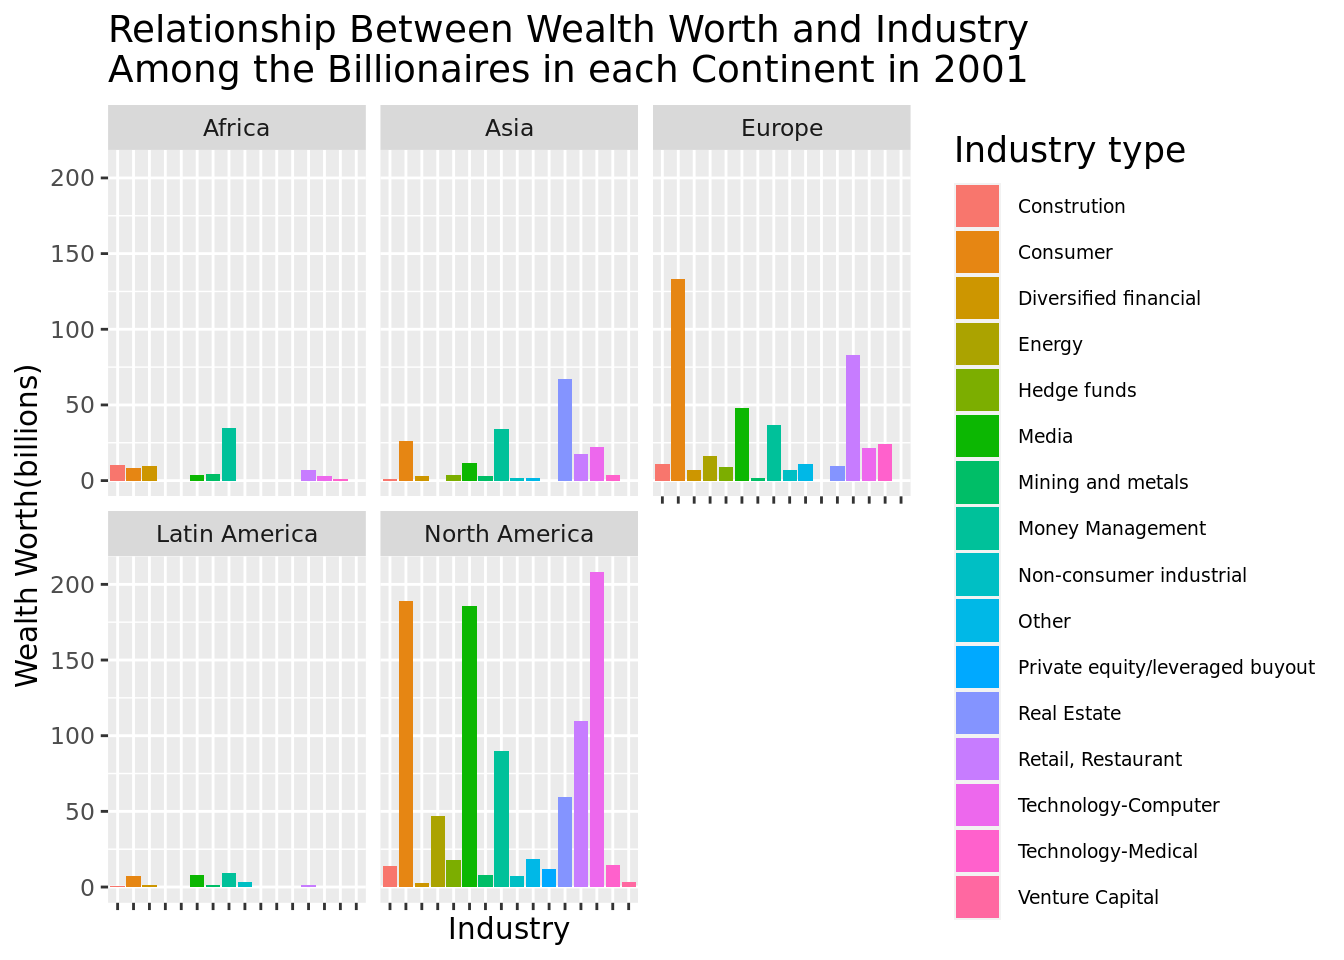 Relationship Between Wealth Worth and Industry
Among the Billionaires in each Continent in 2001
Africa
Asia
Europe
200
150
100
50
0
Latin America
North America
200
150
100
50
0
Wealth Worth(billions)
Industry
Industry type
Constrution
Consumer
Diversified financial
Energy
Hedge funds
Media
Mining and metals
Money Management
Non-consumer industrial
Other
Private equity/leveraged buyout
Real Estate
Retail, Restaurant
Technology-Computer
Technology-Medical
Venture Capital